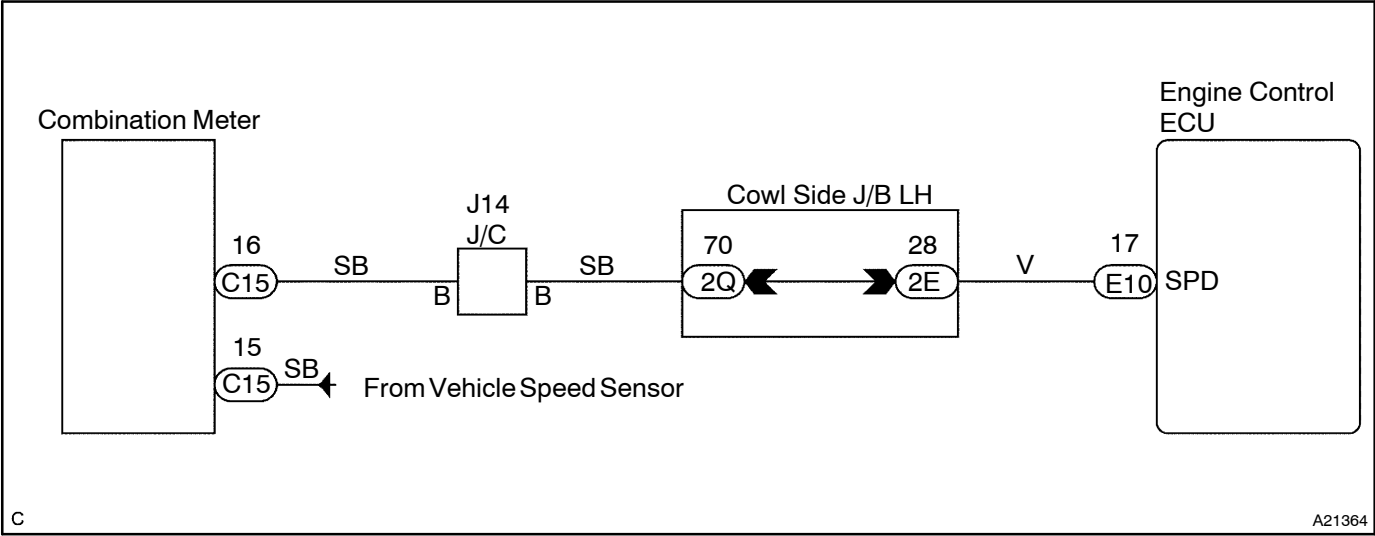 Engine Control
ECU
Combination Meter
Cowl Side J/B LH
J14
J/C
16
70
28
17
C15
SB
B
B
SB
2Q
2E
V
E10
SPD
15
C15
SB
From Vehicle Speed Sensor
C
A21364